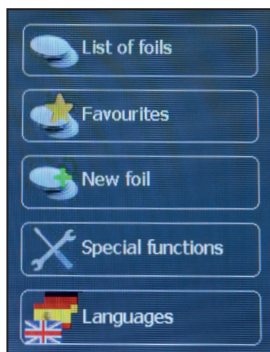 List of foils
Favourites
New foil
Special functions
Languages